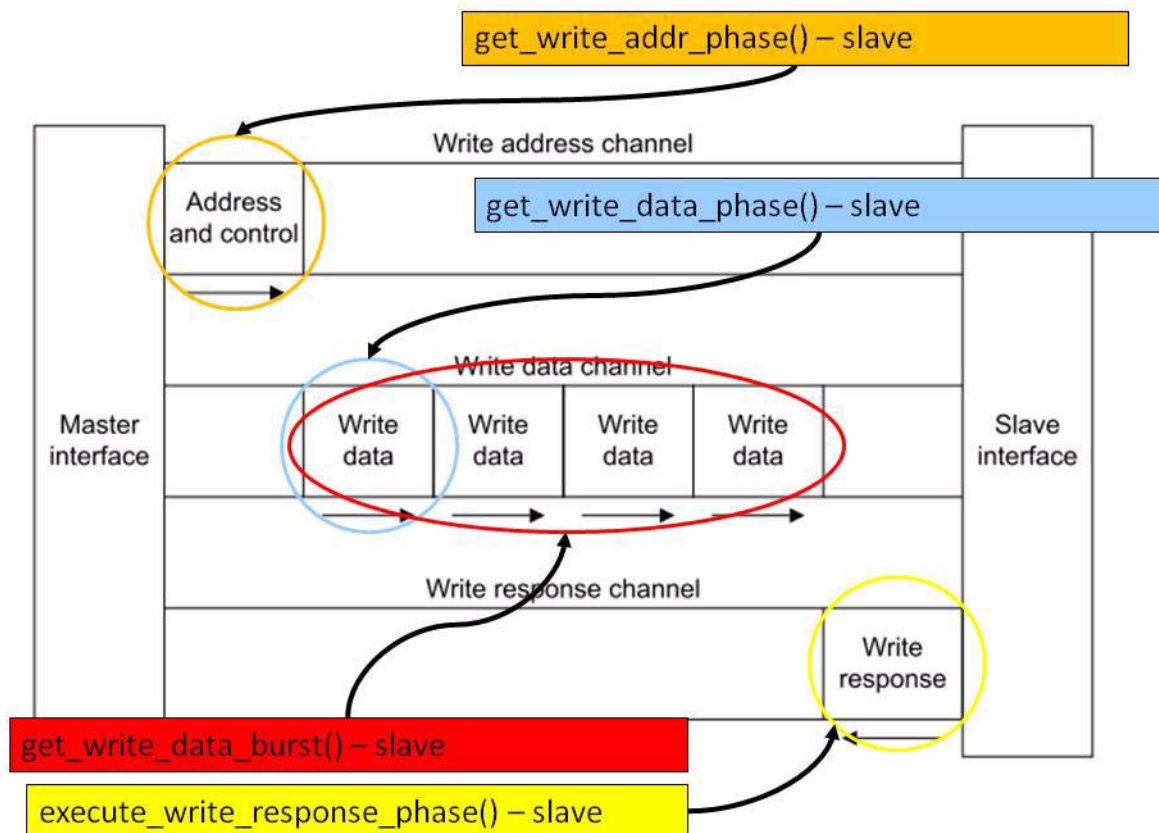 get_write_addr_phase() – slave
Write address channel
Address
and control
get_write_data_phase() – slave
Write data channel
Master
interface
Write
data
Write
data
Write
data
Write
data
Slave
interface
Write response channel
Write
response
get_write_data_burst() – slave
execute_write_response_phase() – slave